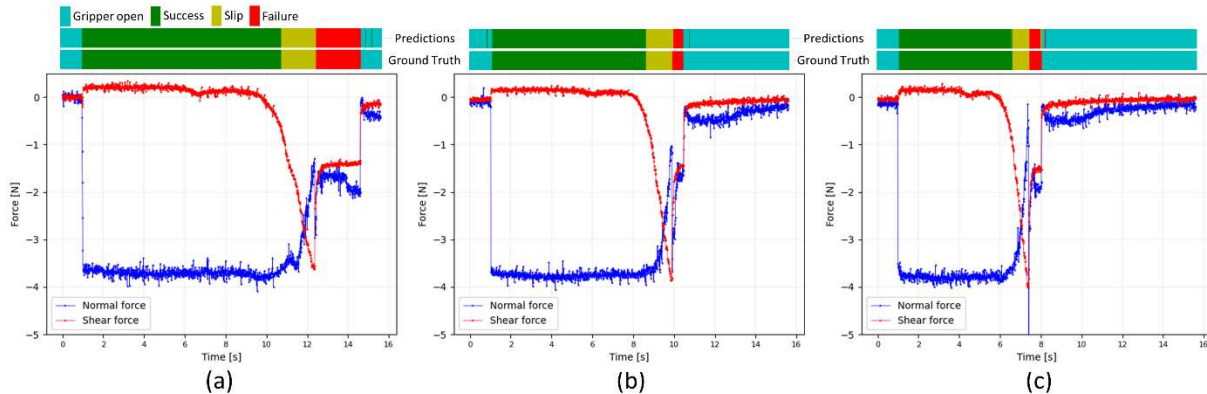 Gripper open Success Slip Failure
Predictions Predictions Predictions
Ground Truth Ground Truth Ground Truth
0 −1 −2 −3 −4 −5
Force [N]
Normal force
Shear force
0 2 4 6 8 10 12 14 16
Time [s]
(a)
0 −1 −2 −3 −4 −5
Force [N]
Normal force
Shear force
0 2 4 6 8 10 12 14 16
Time [s]
(b)
0 −1 −2 −3 −4 −5
Force [N]
Normal force
Shear force
0 2 4 6 8 10 12 14 16
Time [s]
(c)